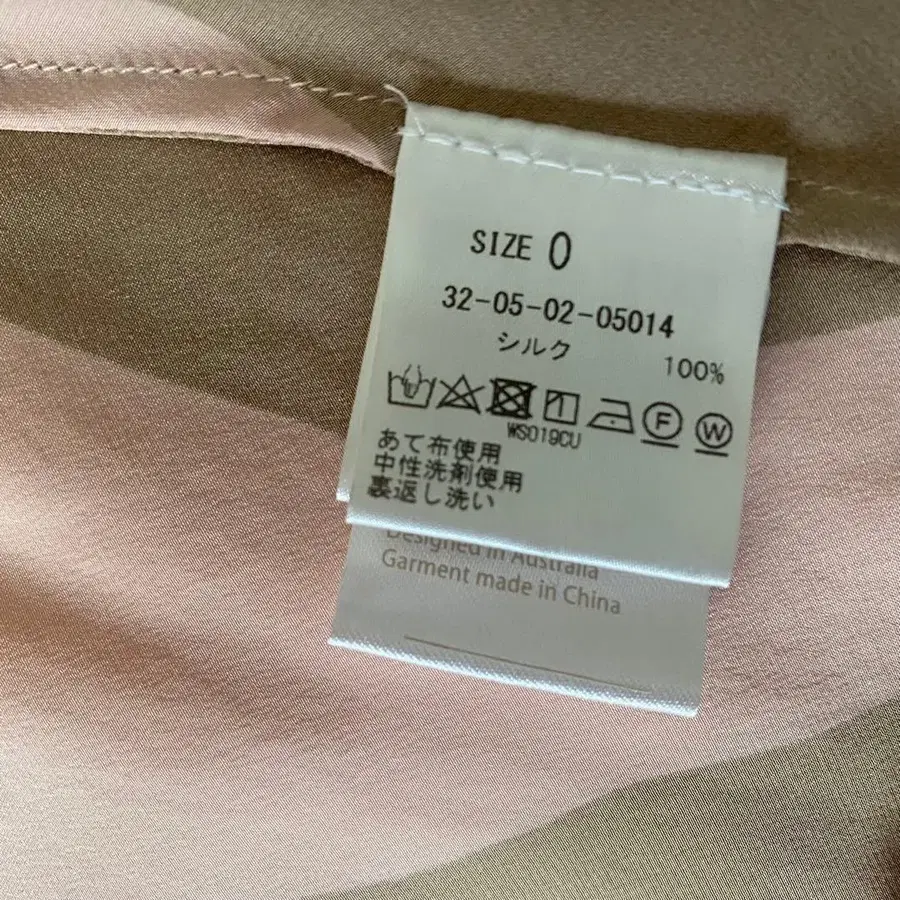 SIZE 0
32-05-02-05014
シルク 100%
F W
WS019CU
あて布使用
中性洗剤使用
裏返し洗い
Designed in Australia
Garment made in China